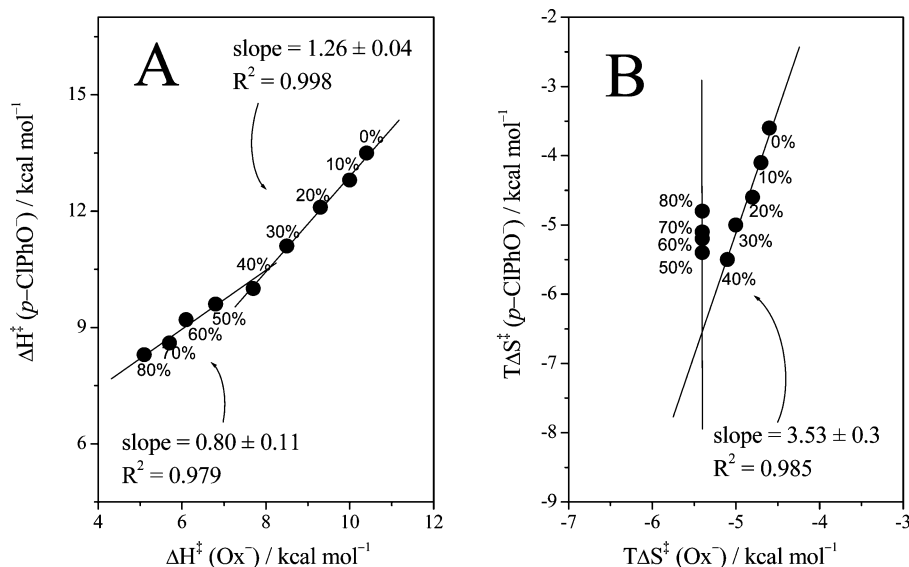 A
slope = 1.26 ± 0.04
R² = 0.998
0%
10%
20%
30%
40%
50%
60%
70%
80%
slope = 0.80 ± 0.11
R² = 0.979
15
12
9
6
4 6 8 10 12
ΔH‡ (p–ClPhO⁻) / kcal mol⁻¹
ΔH‡ (Ox⁻) / kcal mol⁻¹
B
0%
10%
20%
30%
40%
80%
70%
60%
50%
slope = 3.53 ± 0.3
R² = 0.985
-2
-3
-4
-5
-6
-7
-8
-9
-7 -6 -5 -4 -3
TΔS‡ (p–ClPhO⁻) / kcal mol⁻¹
TΔS‡ (Ox⁻) / kcal mol⁻¹